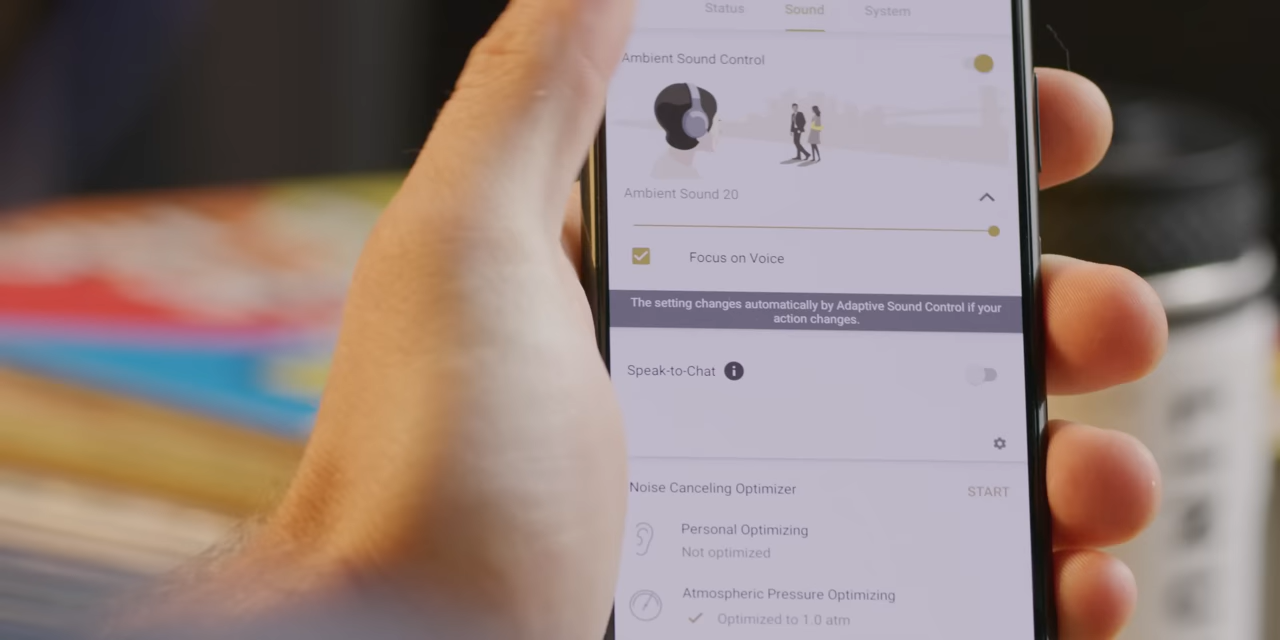 Status Sound System
Ambient Sound Control
Ambient Sound 20
Focus on Voice
The setting changes automatically by Adaptive Sound Control if your
action changes.
Speak-to-Chat
Noise Canceling Optimizer START
Personal Optimizing
Not optimized
Atmospheric Pressure Optimizing
Optimized to 1.0 atm